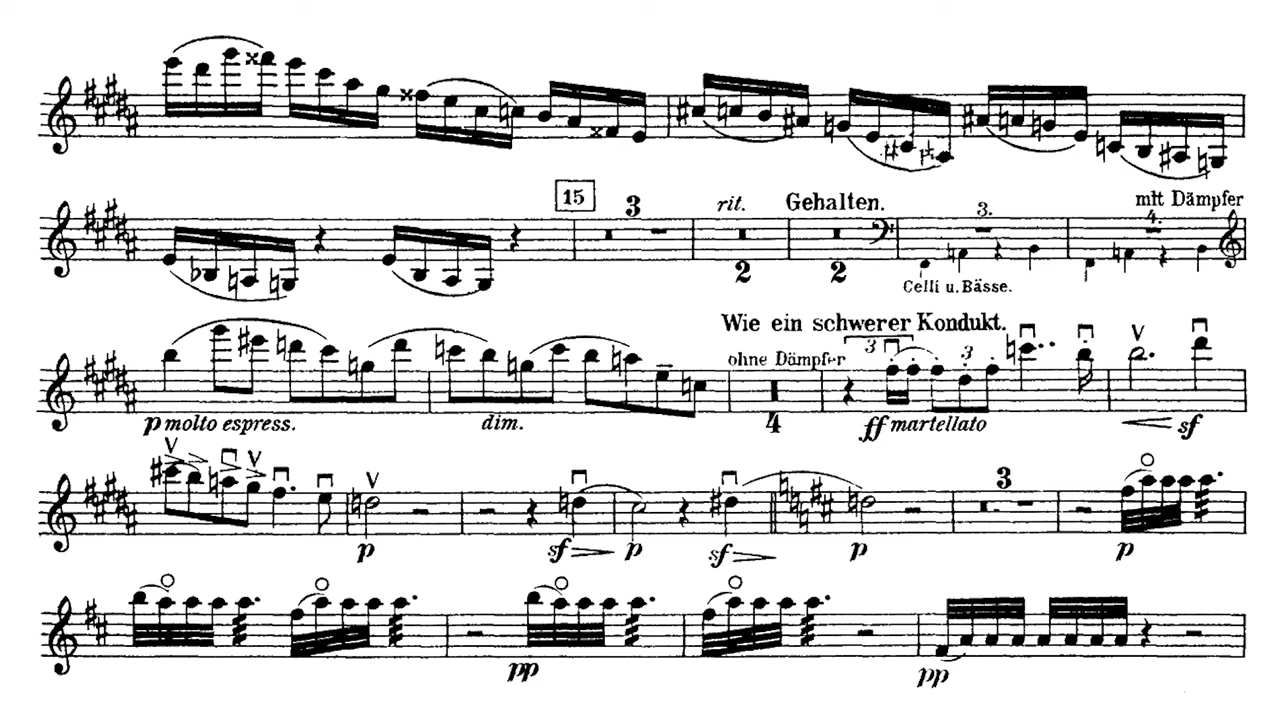 15 3 rit. Gehalten. 3. mit Dämpfer
4.
2 2 Celli u. Bässe.
Wie ein schwerer Kondukt.
ohne Dämpfer 3 3
p molto espress. dim. 4 ff martellato sf
3
p sf p sf p p
pp pp